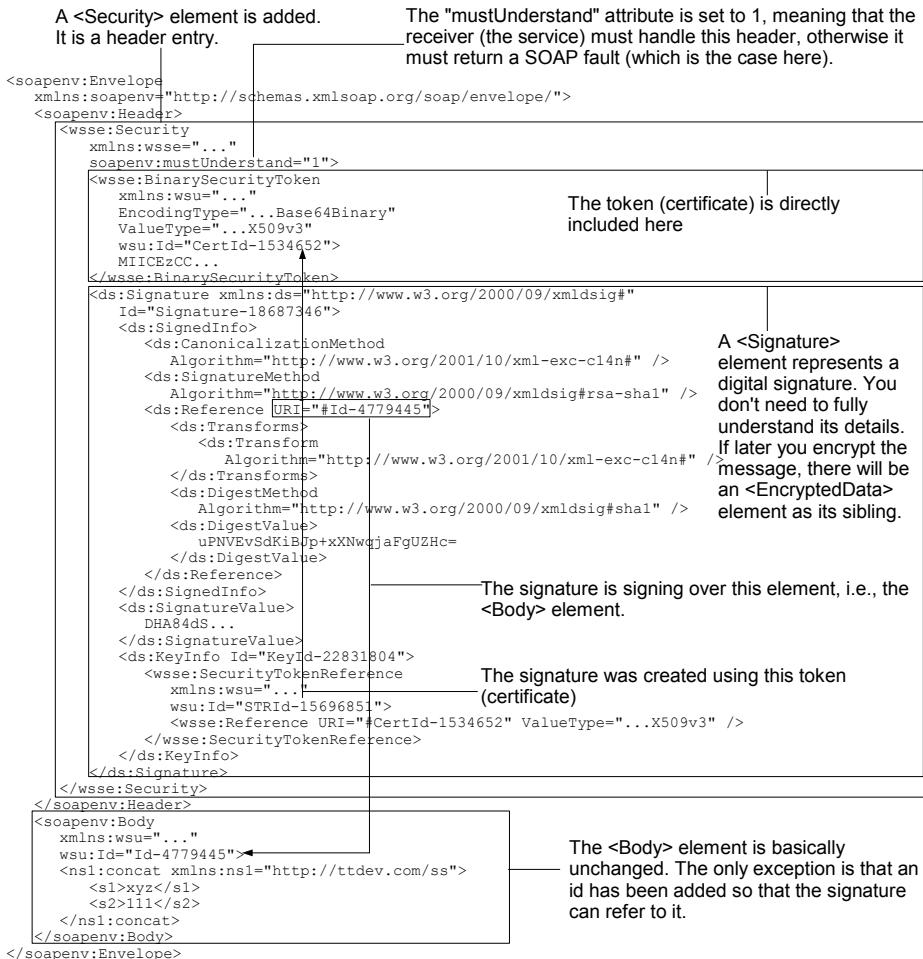 A <Security> element is added.
It is a header entry.
The "mustUnderstand" attribute is set to 1, meaning that the
receiver (the service) must handle this header, otherwise it
must return a SOAP fault (which is the case here).
<soapenv:Envelope
xmlns:soapenv="http://schemas.xmlsoap.org/soap/envelope/">
<soapenv:Header>
<wsse:Security
xmlns:wsse="..."
soapenv:mustUnderstand="1">
<wsse:BinarySecurityToken
xmlns:wsu="..."
EncodingType="...Base64Binary"
ValueType="...X509v3"
wsu:Id="CertId-1534652">
MIICEzCC...
</wsse:BinarySecurityToken>
The token (certificate) is directly
included here
<ds:Signature xmlns:ds="http://www.w3.org/2000/09/xmldsig#"
Id="Signature-18687346">
<ds:SignedInfo>
<ds:CanonicalizationMethod
Algorithm="http://www.w3.org/2001/10/xml-exc-c14n#" />
<ds:SignatureMethod
Algorithm="http://www.w3.org/2000/09/xmldsig#rsa-sha1" />
<ds:Reference URI="#Id-4779445">
<ds:Transforms>
<ds:Transform
Algorithm="http://www.w3.org/2001/10/xml-exc-c14n#" />
</ds:Transforms>
<ds:DigestMethod
Algorithm="http://www.w3.org/2000/09/xmldsig#sha1" />
<ds:DigestValue>
uPNVEvSdKiBJp+xXNwqjaFgUZHc=
</ds:DigestValue>
</ds:Reference>
</ds:SignedInfo>
<ds:SignatureValue>
DHA84dS...
</ds:SignatureValue>
<ds:KeyInfo Id="KeyId-22831804">
<wsse:SecurityTokenReference
xmlns:wsu="..."
wsu:Id="STRId-15696851">
<wsse:Reference URI="#CertId-1534652" ValueType="...X509v3" />
</wsse:SecurityTokenReference>
</ds:KeyInfo>
</ds:Signature>
</wsse:Security>
</soapenv:Header>
A <Signature>
element represents a
digital signature. You
don't need to fully
understand its details.
If later you encrypt the
message, there will be
an <EncryptedData>
element as its sibling.
The signature is signing over this element, i.e., the
<Body> element.
The signature was created using this token
(certificate)
<soapenv:Body
xmlns:wsu="..."
wsu:Id="Id-4779445">
<ns1:concat xmlns:ns1="http://ttdev.com/ss">
<s1>xyz</s1>
<s2>111</s2>
</ns1:concat>
</soapenv:Body>
</soapenv:Envelope>
The <Body> element is basically
unchanged. The only exception is that an
id has been added so that the signature
can refer to it.